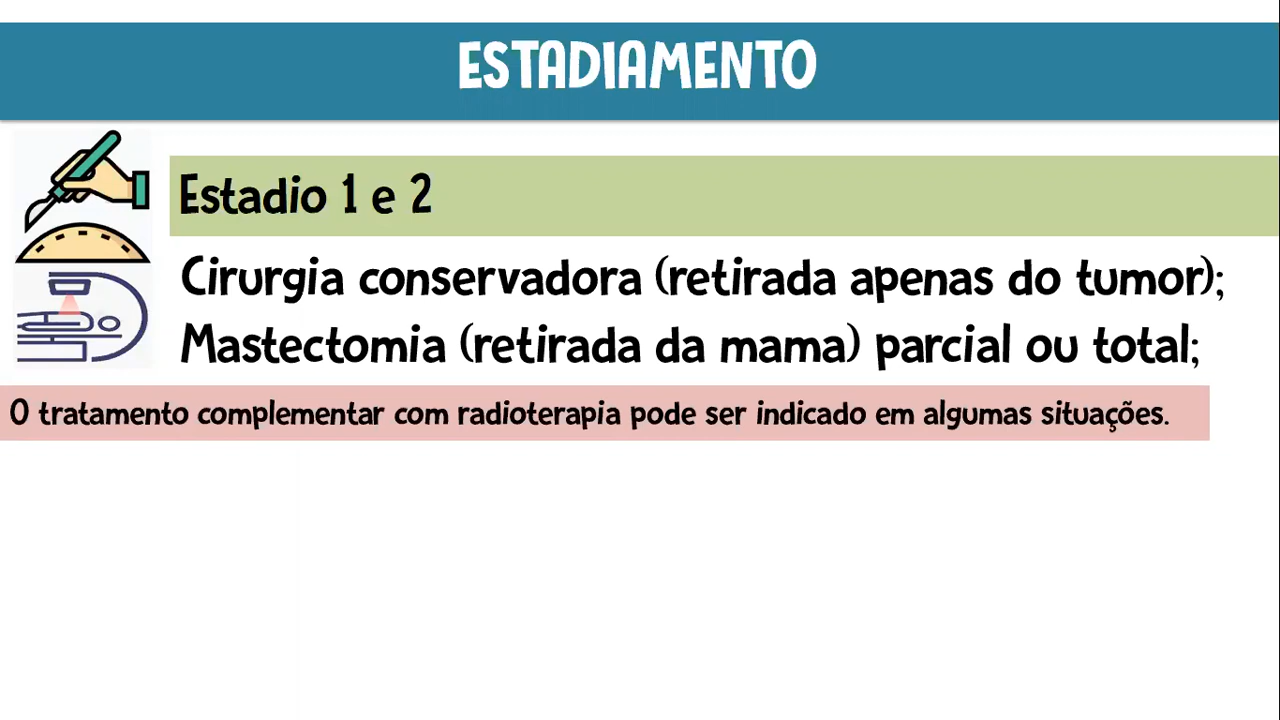 ESTADIAMENTO
Estadio 1 e 2
Cirurgia conservadora (retirada apenas do tumor);
Mastectomia (retirada da mama) parcial ou total;
O tratamento complementar com radioterapia pode ser indicado em algumas situações.